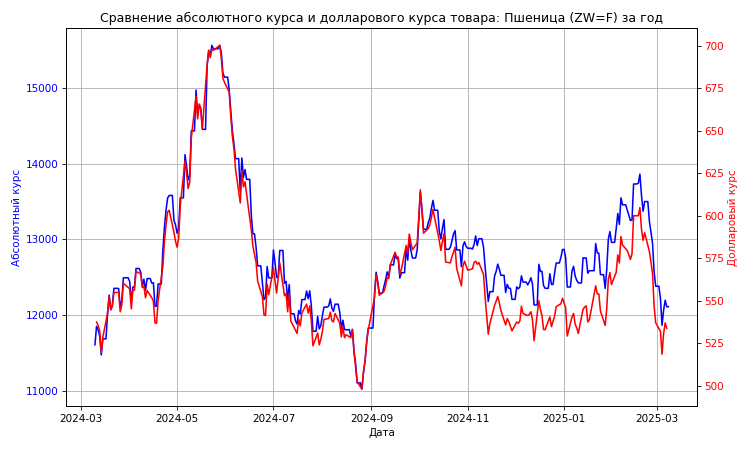 Сравнение абсолютного курса и долларового курса товара: Пшеница (ZW=F) за год
Абсолютный курс
15000
14000
13000
12000
11000
700
675
650
625
600
575
550
525
500
Долларовый курс
2024-03 2024-05 2024-07 2024-09 2024-11 2025-01 2025-03
Дата